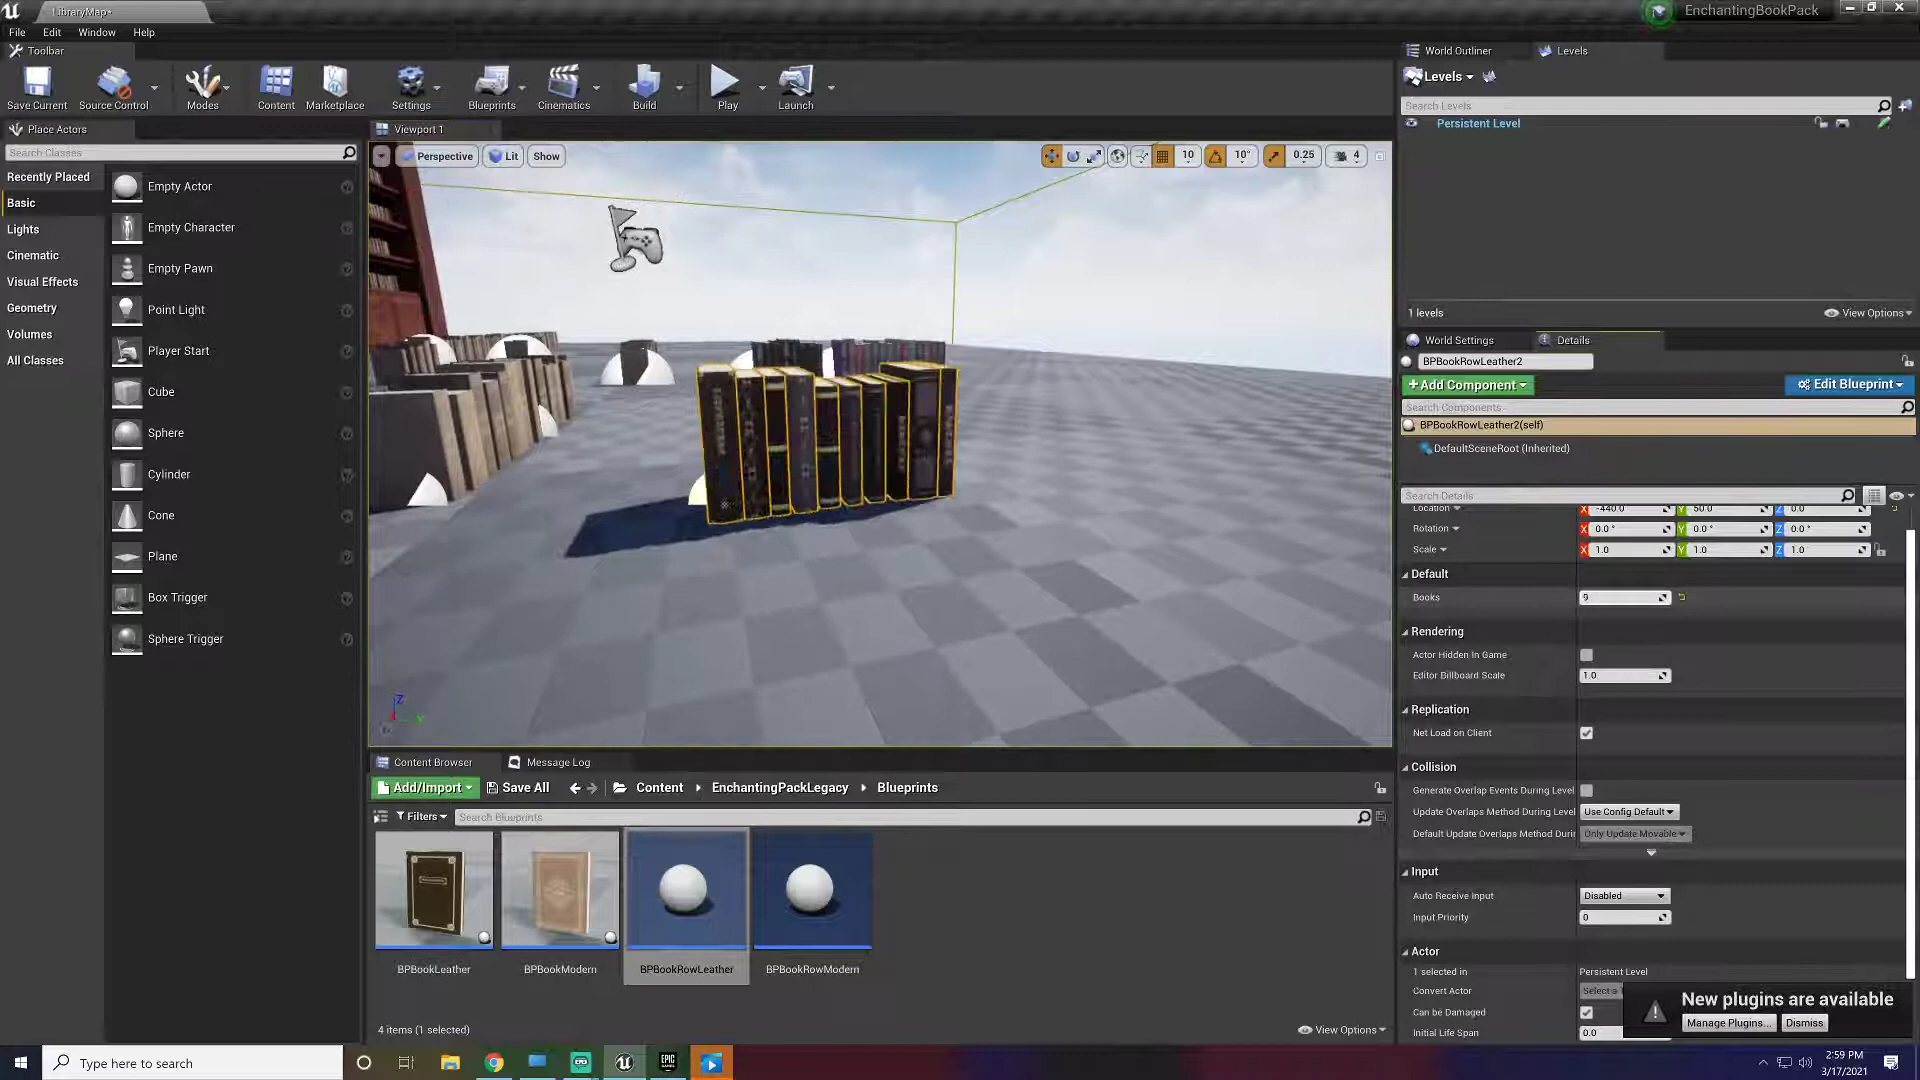 LibraryMap*
EnchantingBookPack
File Edit Window Help
Toolbar
Save Current Source Control Modes Content Marketplace Settings Blueprints Cinematics Build Play Launch
Place Actors
Search Classes
Recently Placed
Basic
Lights
Cinematic
Visual Effects
Geometry
Volumes
All Classes
Empty Actor
Empty Character
Empty Pawn
Point Light
Player Start
Cube
Sphere
Cylinder
Cone
Plane
Box Trigger
Sphere Trigger
Viewport 1
Perspective Lit Show
10 10° 0.25 4
Z
Y
World Outliner Levels
Levels
Search Levels
Persistent Level
1 levels
View Options
World Settings Details
BPBookRowLeather2
+Add Component Edit Blueprint
Search Components
BPBookRowLeather2(self)
DefaultSceneRoot (Inherited)
Search Details
Location X -440.0 Y 50.0 Z 0.0
Rotation X 0.0° Y 0.0° Z 0.0°
Scale X 1.0 Y 1.0 Z 1.0
Default
Books 9
Rendering
Actor Hidden In Game
Editor Billboard Scale 1.0
Replication
Net Load on Client
Collision
Generate Overlap Events During Level
Update Overlaps Method During Level Use Config Default
Default Update Overlaps Method Duri Only Update Movable
Input
Auto Receive Input Disabled
Input Priority 0
Actor
1 selected in Persistent Level
Convert Actor Select a
Can be Damaged
Initial Life Span 0.0
New plugins are available
Manage Plugins... Dismiss
Content Browser Message Log
Add/Import Save All Content EnchantingPackLegacy Blueprints
Filters Search Blueprints
BPBookLeather BPBookModern BPBookRowLeather BPBookRowModern
4 items (1 selected)
View Options
Type here to search
EPIC GAMES
2:59 PM
3/17/2021